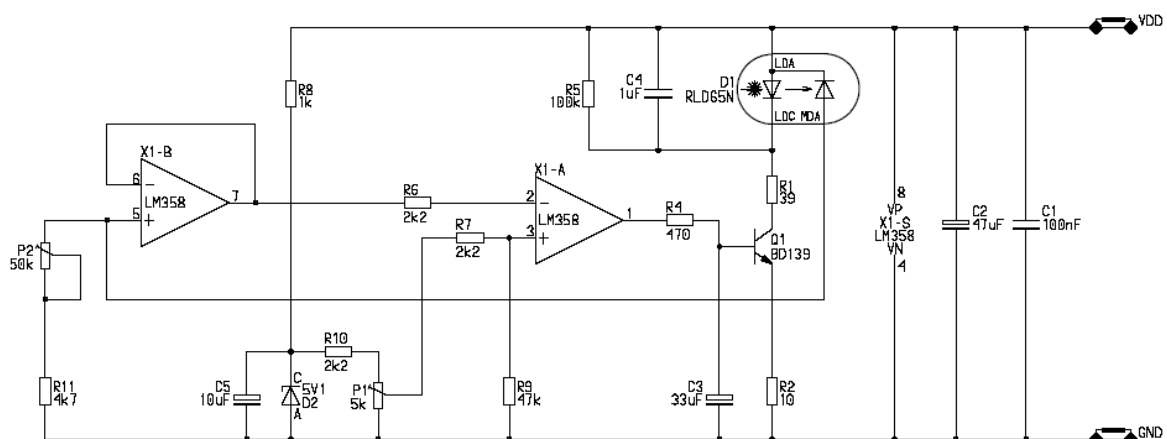 VDD
LDA
D1
RLD65N
LDC MDA
C4
1uF
R5
100k
R8
1k
X1-B
6
LM358
7
5
P2
50k
R6
2k2
R7
2k2
X1-A
2
LM358
1
3
R4
470
R1
39
Q1
BD139
8
VP
X1-S
LM358
VN
4
C2
47uF
C1
100nF
R11
4k7
C5
10uF
C
5V1
D2
A
R10
2k2
P1
5k
R9
47k
C3
33uF
R2
10
GND